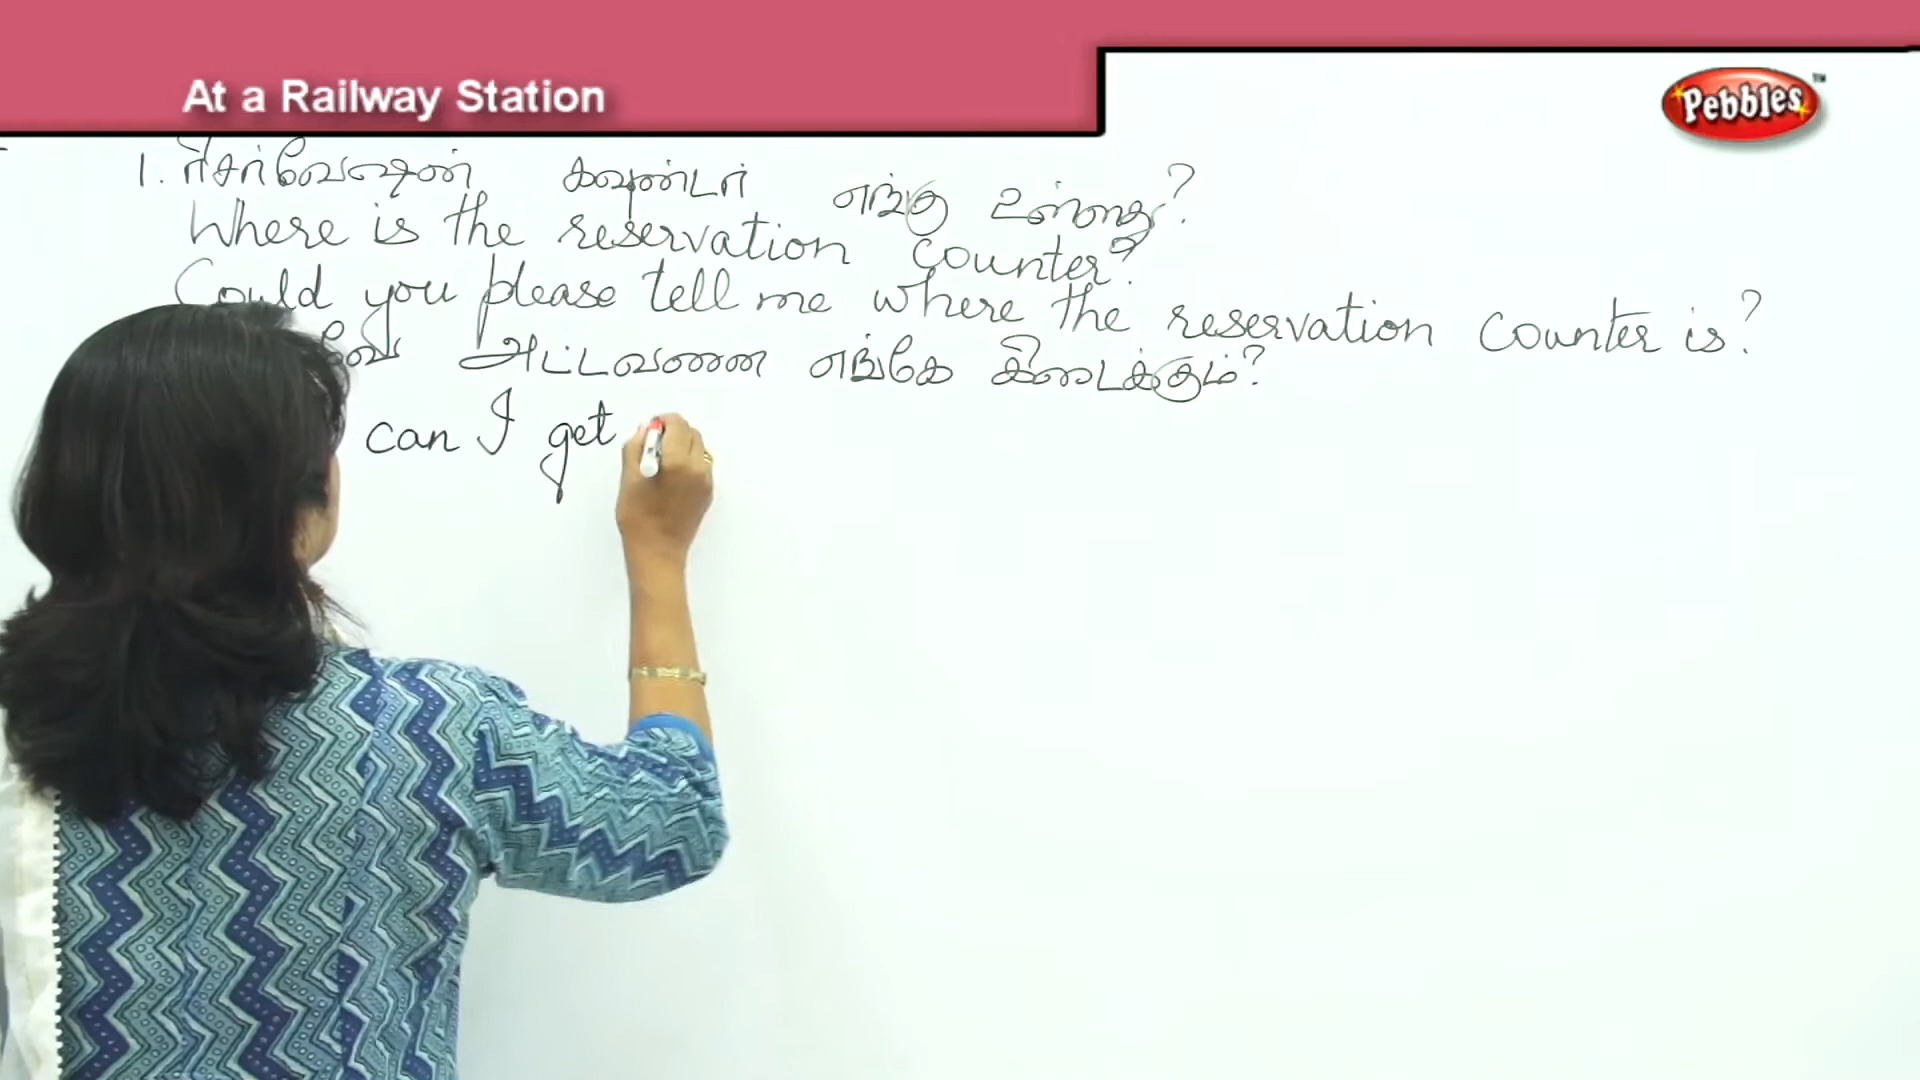 At a Railway Station
Pebbles™
1. ரிசர்வேஷன் கவுண்டர் எங்கு உள்ளது?
Where is the reservation counter?
Could you please tell me where the reservation counter is?
அட்டவணை எங்கே கிடைக்கும்?
can I get